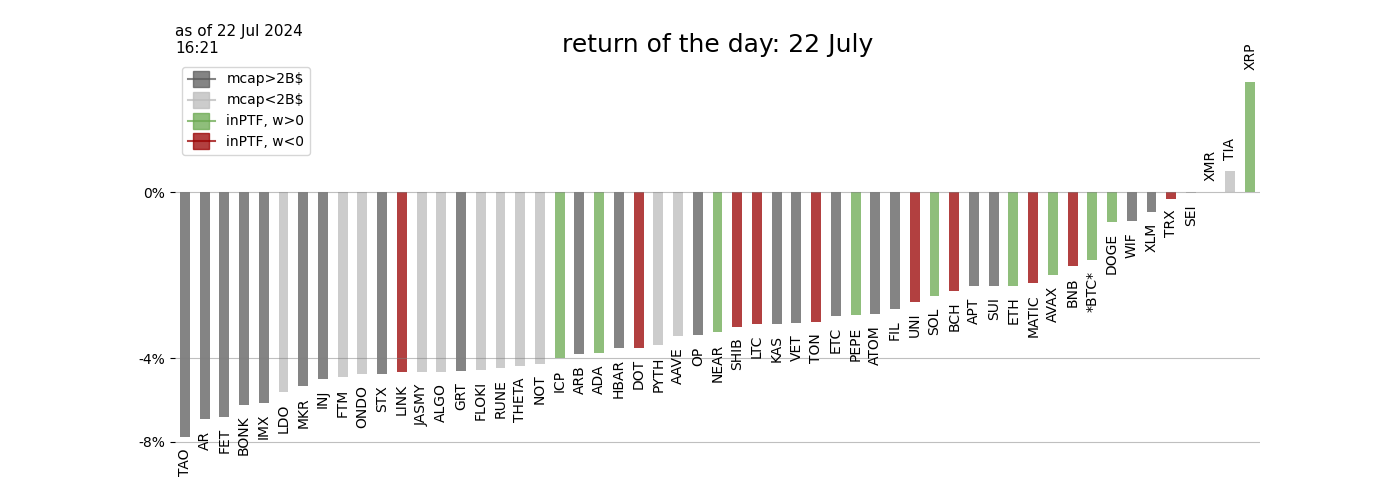 as of 22 Jul 2024
16:21
return of the day: 22 July
mcap>2B$
mcap<2B$
inPTF, w>0
inPTF, w<0
0%
-4%
-8%
TAO
AR
FET
BONK
IMX
LDO
MKR
INJ
FTM
ONDO
STX
LINK
JASMY
ALGO
GRT
FLOKI
RUNE
THETA
NOT
ICP
ARB
ADA
HBAR
DOT
PYTH
AAVE
OP
NEAR
SHIB
LTC
KAS
VET
TON
ETC
PEPE
ATOM
FIL
UNI
SOL
BCH
APT
SUI
ETH
MATIC
AVAX
BNB
*BTC*
DOGE
WIF
XLM
TRX
SEI
XMR
TIA
XRP